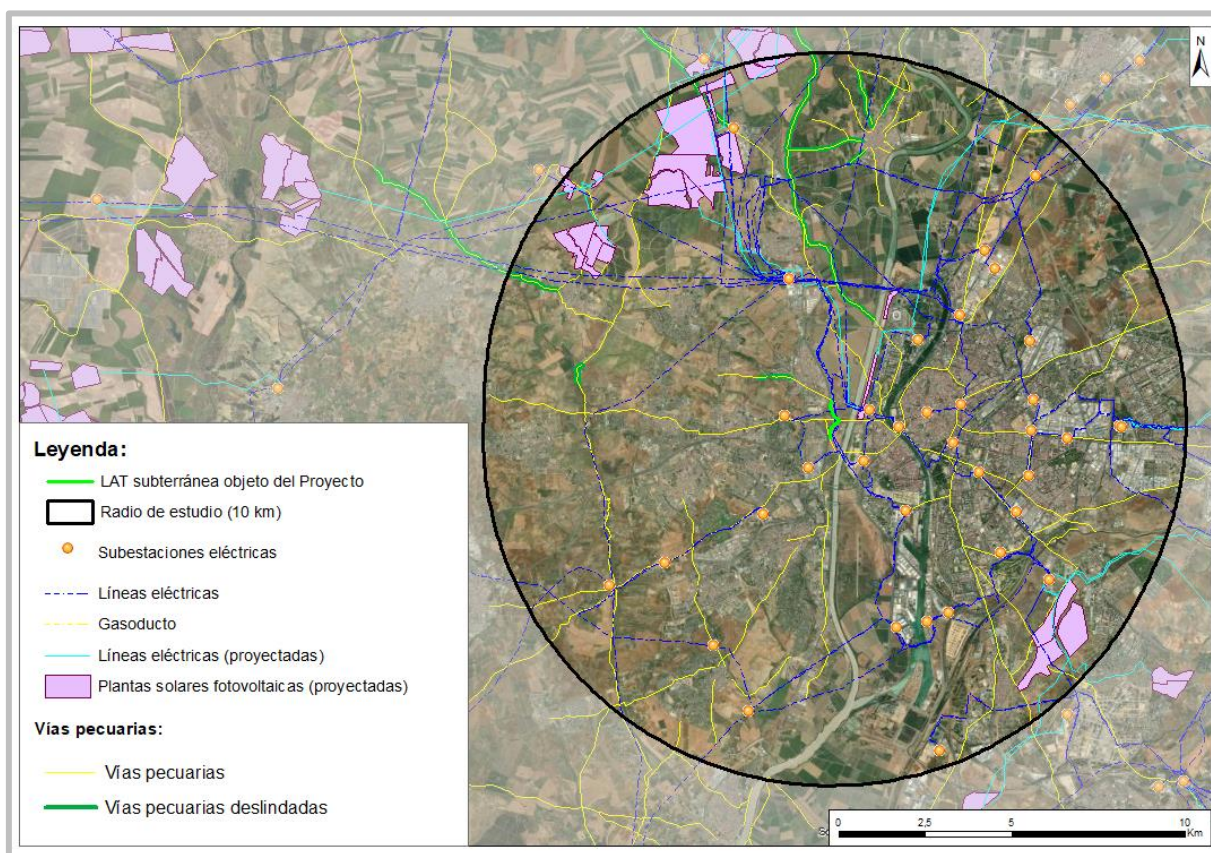 N
Leyenda:
LAT subterránea objeto del Proyecto
Radio de estudio (10 km)
Subestaciones eléctricas
Líneas eléctricas
Gasoducto
Líneas eléctricas (proyectadas)
Plantas solares fotovoltaicas (proyectadas)
Vías pecuarias:
Vías pecuarias
Vías pecuarias deslindadas
0 2,5 5 10
Km